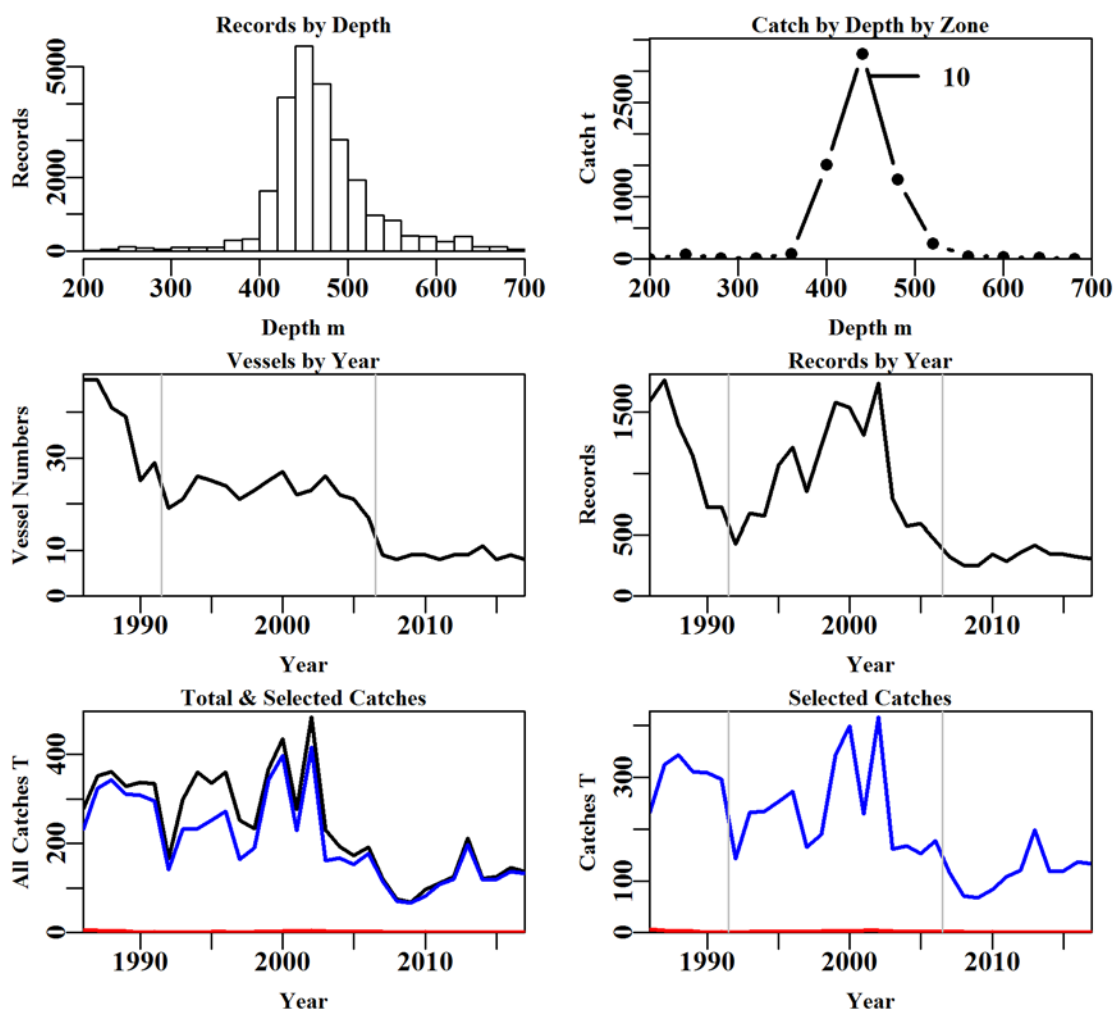 Records by Depth
Records
0
2000
5000
200 300 400 500 600 700
Depth m
Catch by Depth by Zone
Catch t
0
1000
2500
10
200 300 400 500 600 700
Depth m
Vessels by Year
Vessel Numbers
0
10
30
1990 2000 2010
Year
Records by Year
Records
0
500
1500
1990 2000 2010
Year
Total & Selected Catches
All Catches T
0
200
400
1990 2000 2010
Year
Selected Catches
Catches T
0
100
300
1990 2000 2010
Year